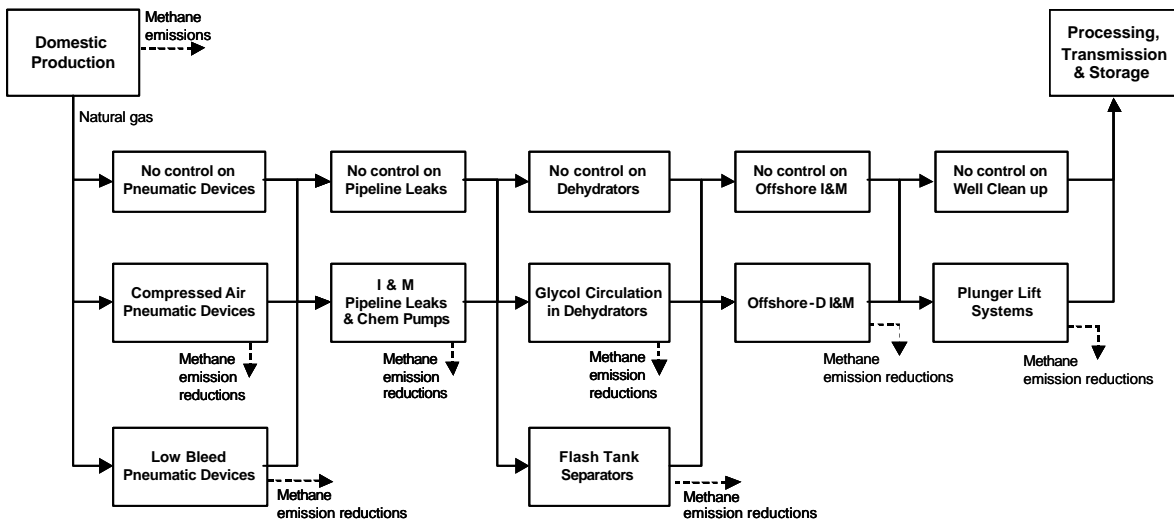 Domestic
Production
Methane
emissions
Processing,
Transmission
& Storage
Natural gas
No control on
Pneumatic Devices
No control on
Pipeline Leaks
No control on
Dehydrators
No control on
Offshore I&M
No control on
Well Clean up
Compressed Air
Pneumatic Devices
I & M
Pipeline Leaks
& Chem Pumps
Glycol Circulation
in Dehydrators
Offshore-D I&M
Plunger Lift
Systems
Methane
emission
reductions
Methane
emission
reductions
Methane
emission
reductions
Methane
emission reductions
Methane
emission reductions
Low Bleed
Pneumatic Devices
Flash Tank
Separators
Methane
emission reductions
Methane
emission reductions